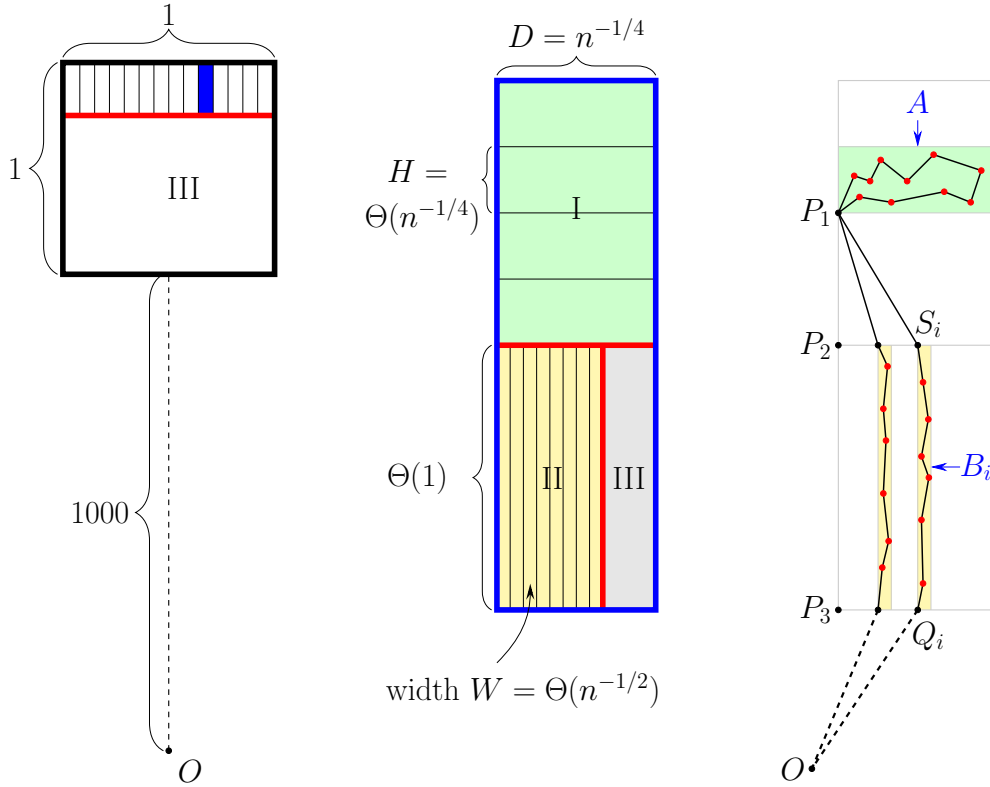 1
1
III
1000
O
D = n^{-1/4}
H =
Θ(n^{-1/4})
I
Θ(1)
II
III
width W = Θ(n^{-1/2})
A
P_1
S_i
P_2
B_i
P_3
Q_i
O